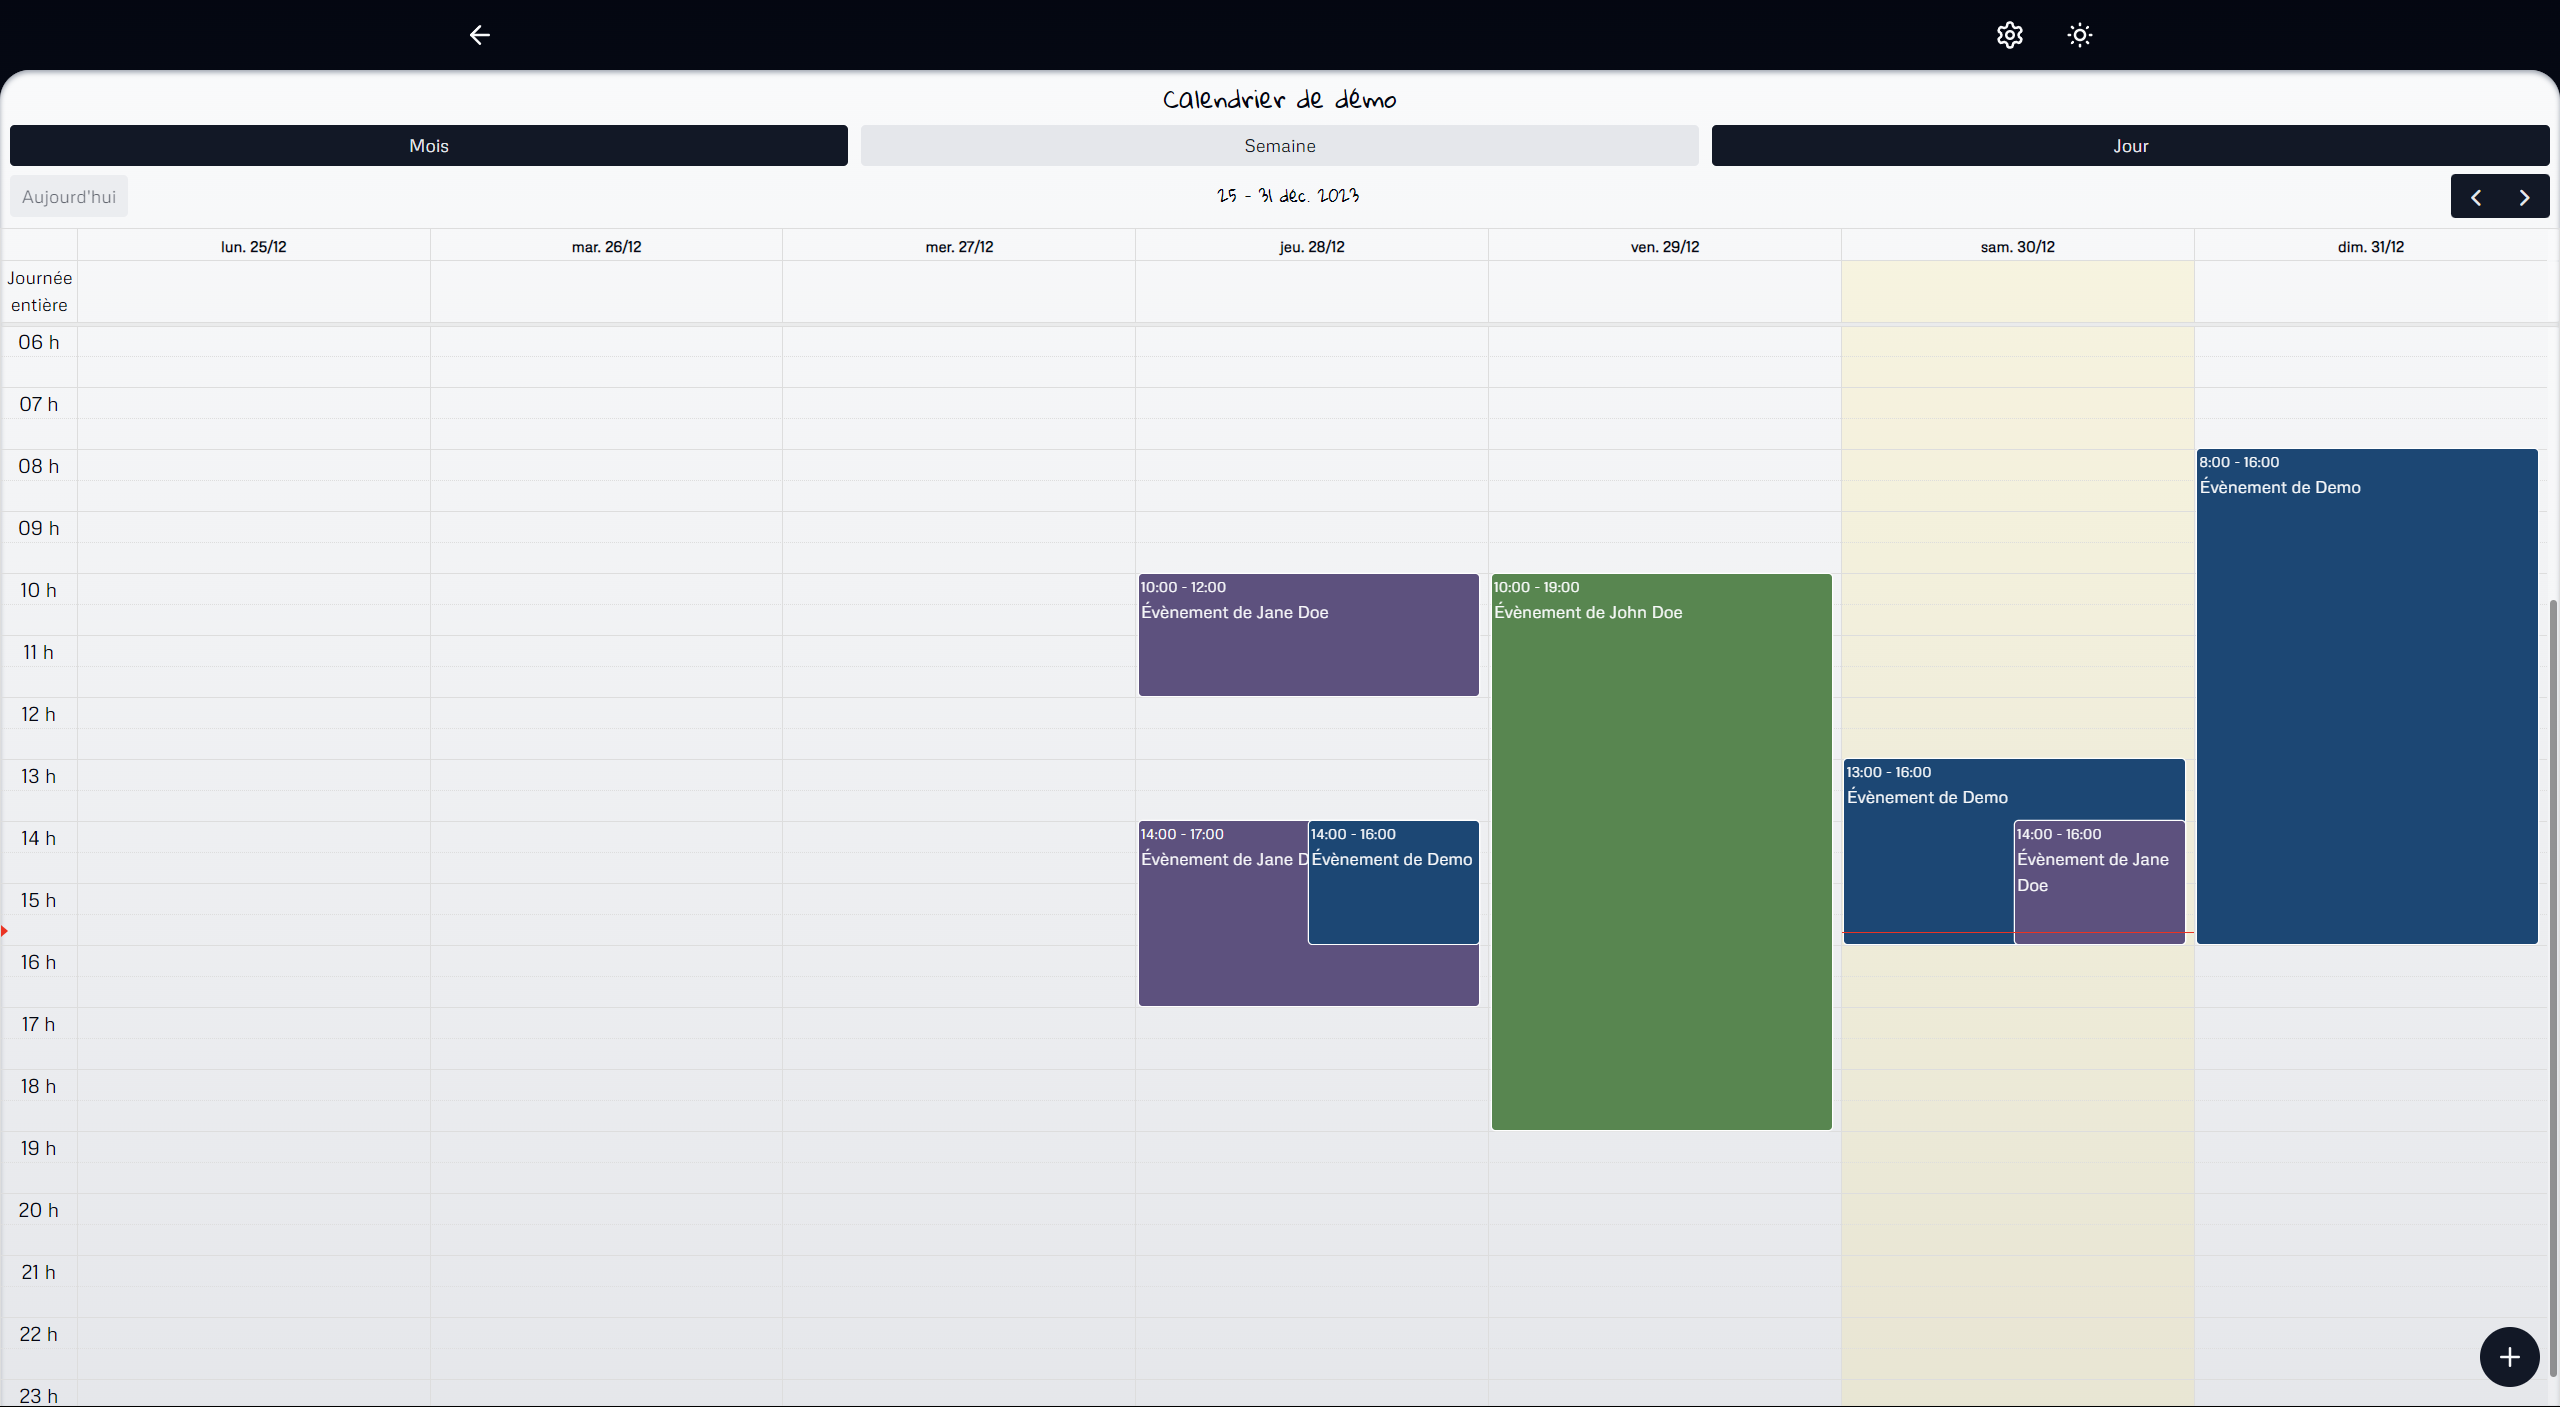 Calendrier de démo
Mois
Semaine
Jour
Aujourd'hui
25 - 31 déc. 2023
lun. 25/12
mar. 26/12
mer. 27/12
jeu. 28/12
ven. 29/12
sam. 30/12
dim. 31/12
Journée
entière
06 h
07 h
08 h
8:00 - 16:00
Évènement de Demo
09 h
10 h
10:00 - 12:00
Évènement de Jane Doe
10:00 - 19:00
Évènement de John Doe
11 h
12 h
13 h
13:00 - 16:00
Évènement de Demo
14 h
14:00 - 17:00
Évènement de Jane D
14:00 - 16:00
Évènement de Demo
14:00 - 16:00
Évènement de Jane
Doe
15 h
16 h
17 h
18 h
19 h
20 h
21 h
22 h
23 h